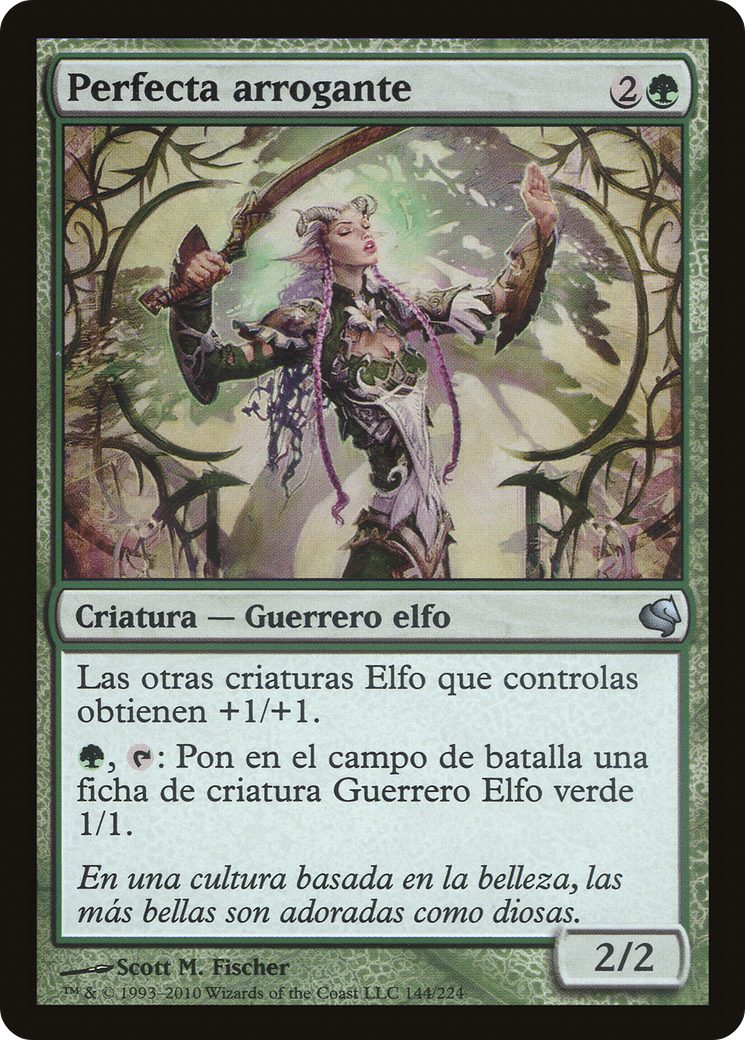 Perfecta arrogante 2
Criatura — Guerrero elfo
Las otras criaturas Elfo que controlas
obtienen +1/+1.
, : Pon en el campo de batalla una
ficha de criatura Guerrero Elfo verde
1/1.
En una cultura basada en la belleza, las
más bellas son adoradas como diosas.
2/2
Scott M. Fischer
™ & © 1993–2010 Wizards of the Coast LLC 144/224